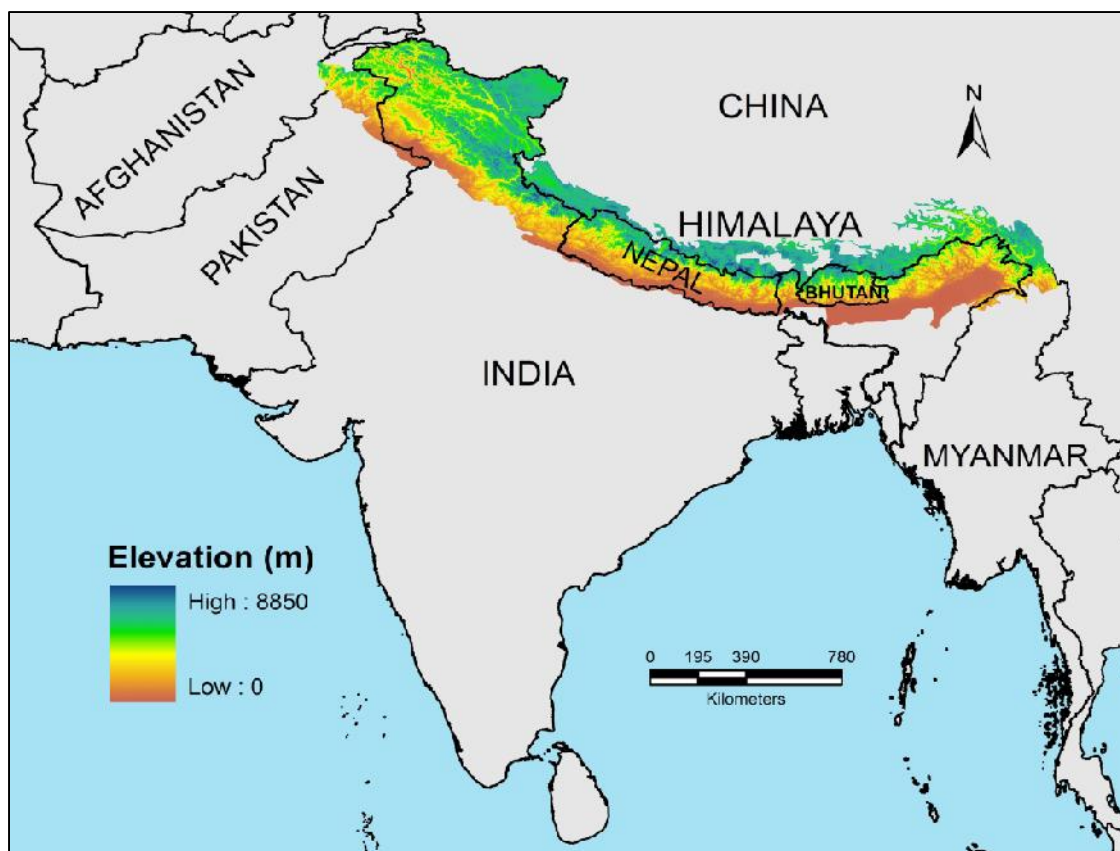 CHINA
N
AFGHANISTAN
PAKISTAN
HIMALAYA
NEPAL
BHUTAN
INDIA
MYANMAR
Elevation (m)
High : 8850
Low : 0
0 195 390 780
Kilometers